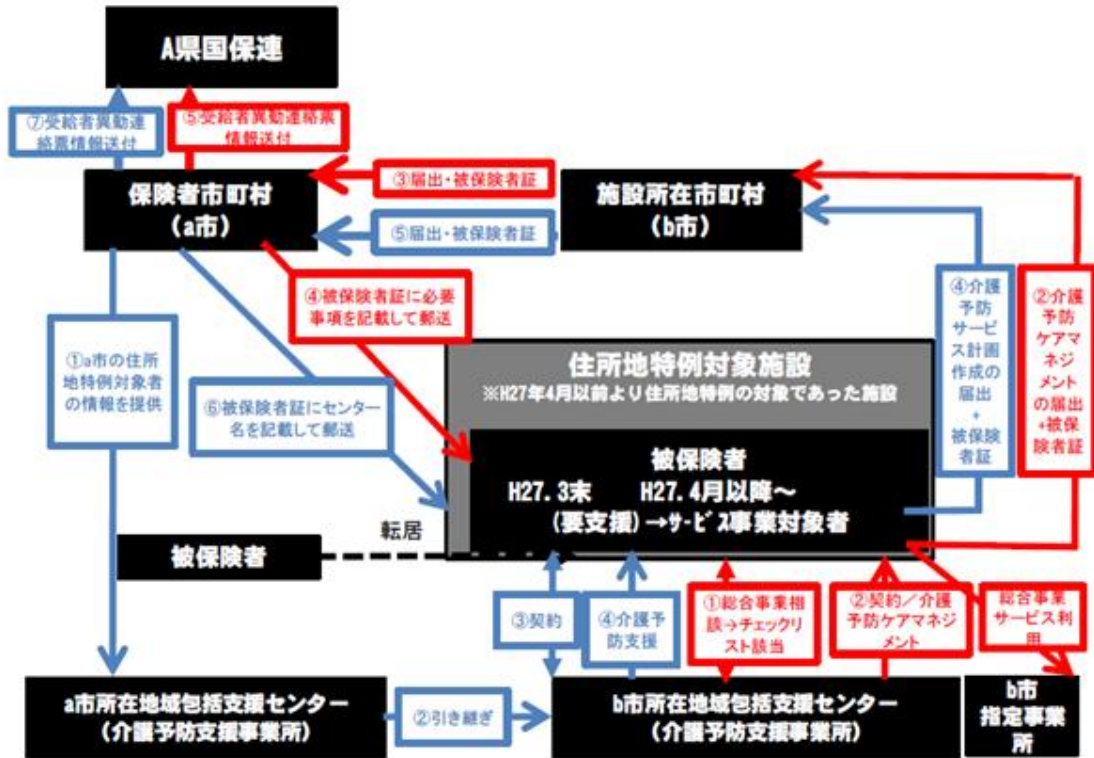 A県国保連
⑦受給者異動連
絡票情報送付
⑤受給者異動連絡票
情報送付
保険者市町村
(a市)
③届出・被保険者証
⑤届出・被保険者証
施設所在市町村
(b市)
④被保険者証に必要
事項を記載して郵送
①a市の住所
地特例対象者
の情報を提供
⑥被保険者証にセンター
名を記載して郵送
住所地特例対象施設
※H27年4月以前より住所地特例の対象であった施設
被保険者
H27.3末 H27.4月以降～
(要支援)→サービス事業対象者
④介護
予防
サービ
ス計画
作成の
届出
+
被保険
者証
②介護
予防
ケアマ
ネジ
メント
の届出
+被保
険者証
転居
被保険者
③契約
④介護予
防支援
①総合事業相
談→チェックリ
スト該当
②契約／介護
予防ケアマネジ
メント
総合事業
サービス利
用
a市所在地域包括支援センター
(介護予防支援事業所)
②引き継ぎ
b市所在地域包括支援センター
(介護予防支援事業所)
b市
指定事業
所